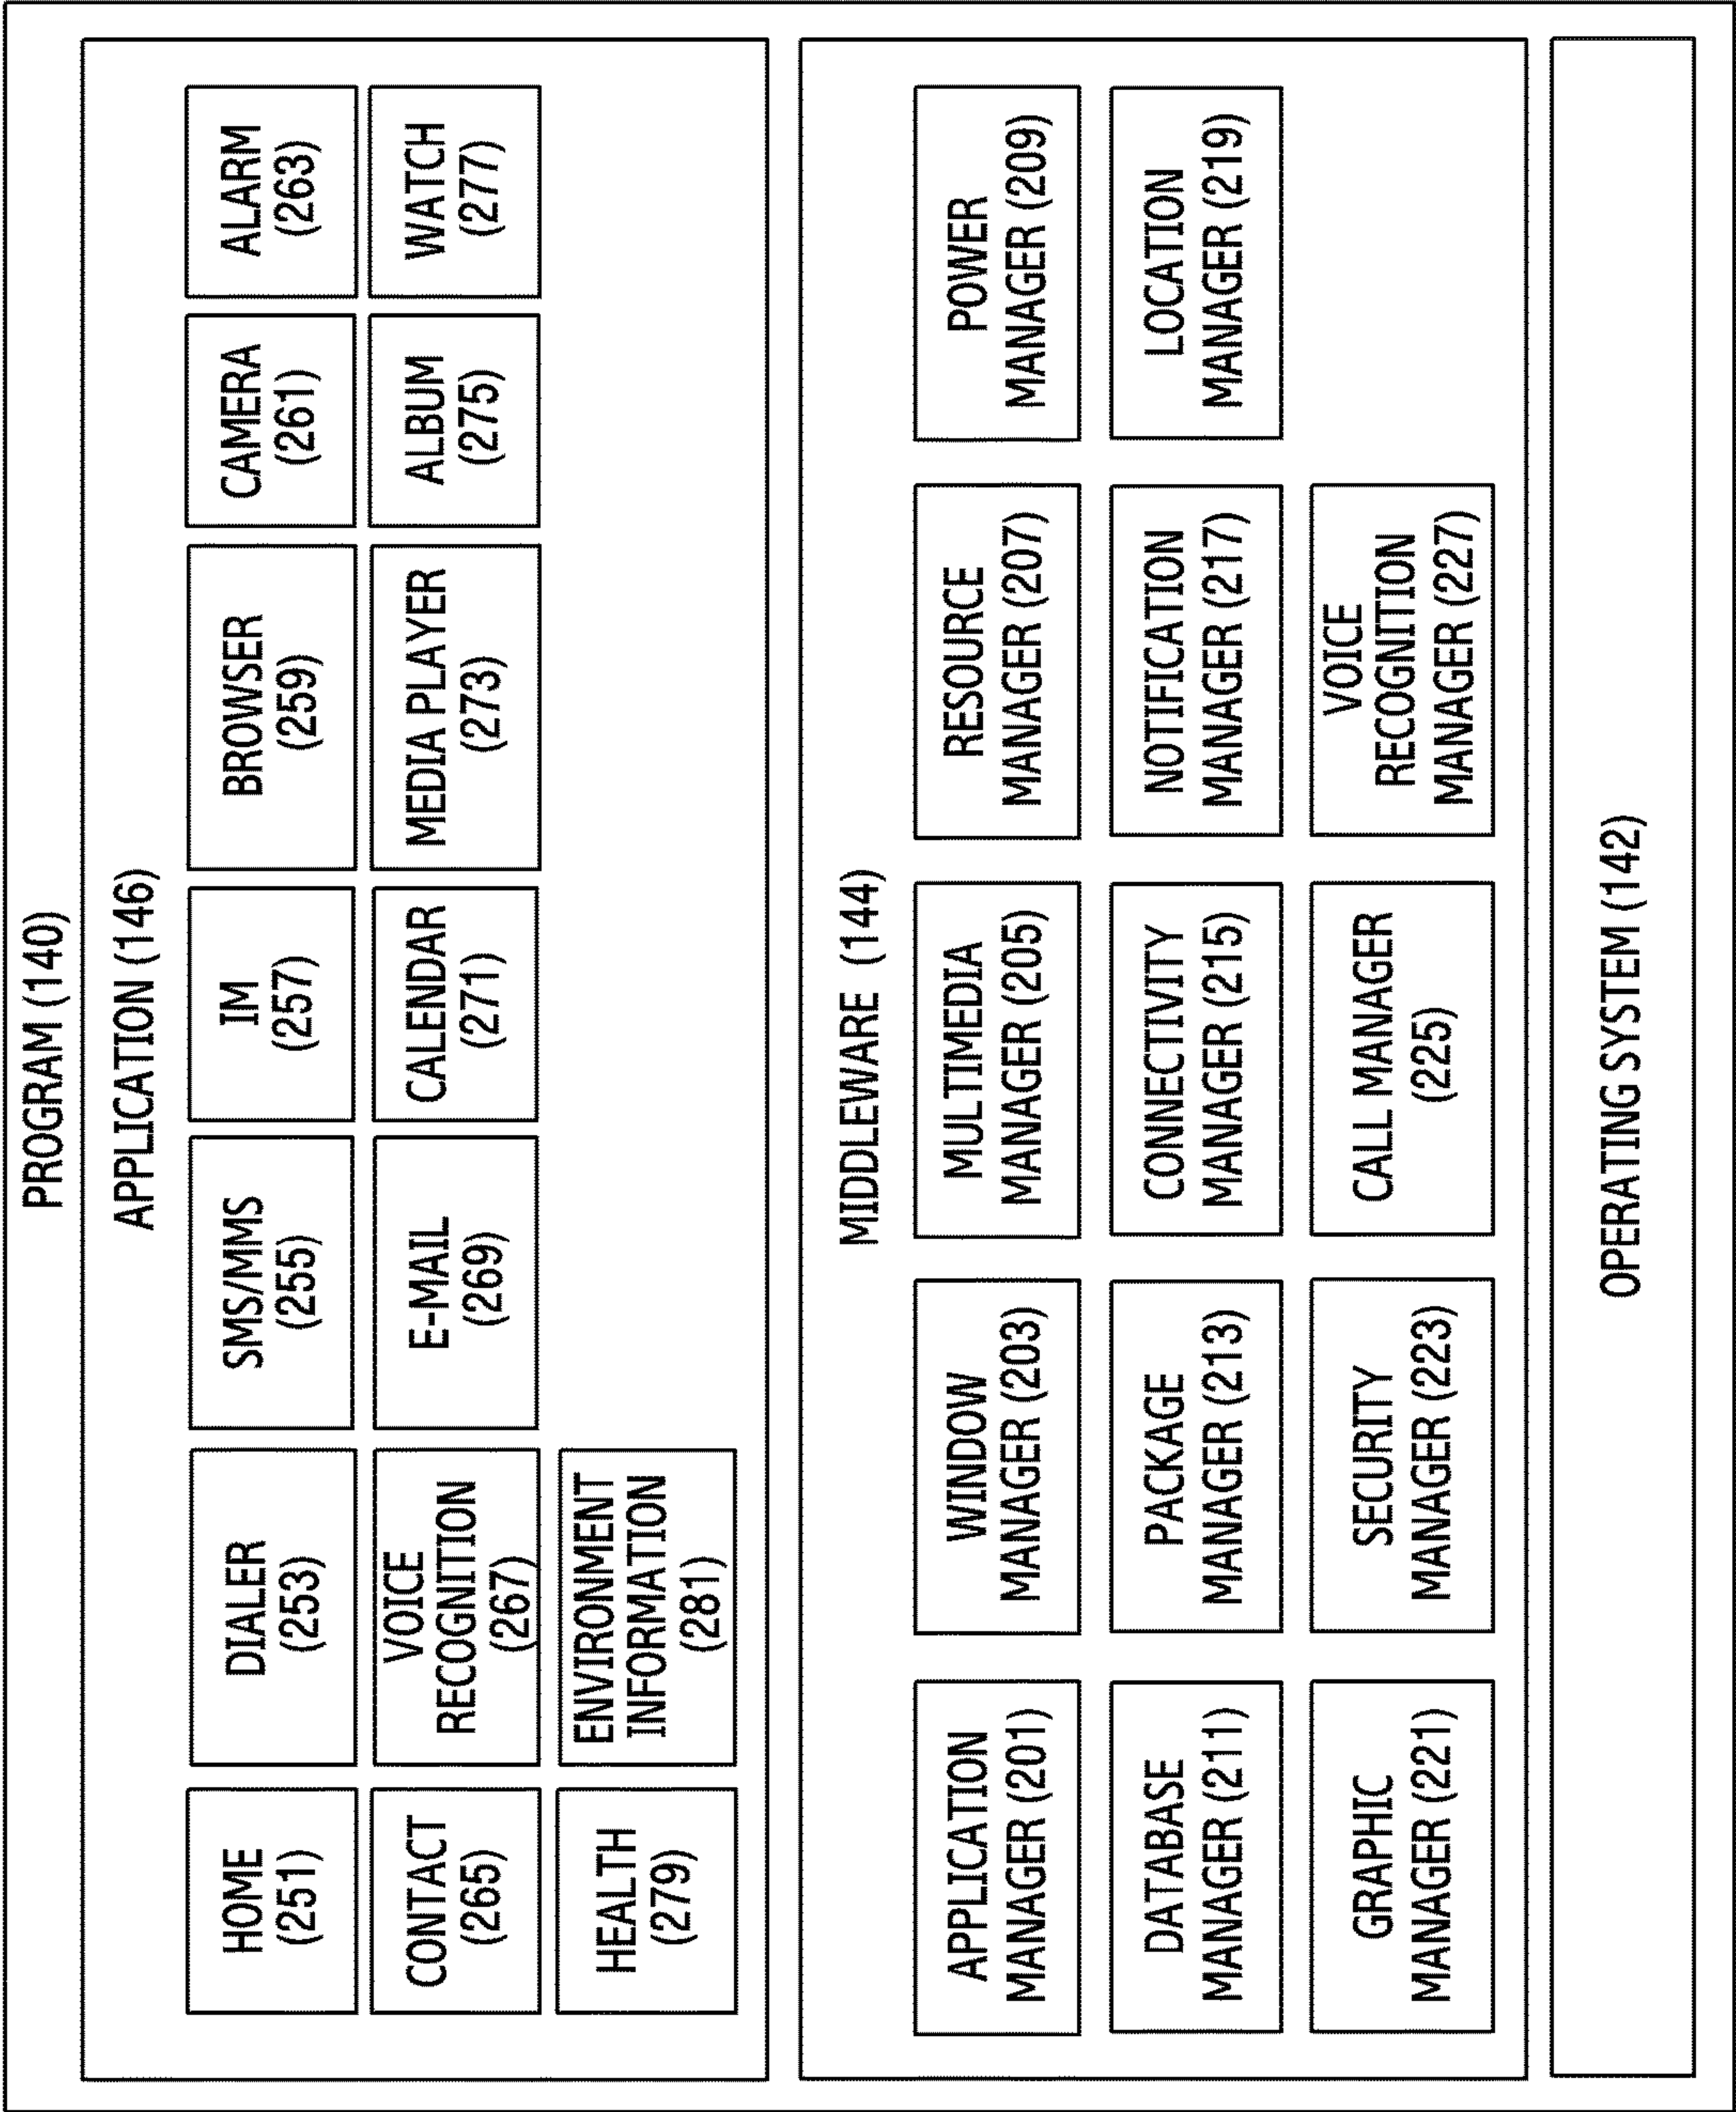 PROGRAM (140)
APPLICATION (146)
HOME
(251)
DIALER
(253)
SMS/MMS
(255)
IM
(257)
BROWSER
(259)
CAMERA
(261)
ALARM
(263)
CONTACT
(265)
VOICE
RECOGNITION
(267)
E-MAIL
(269)
CALENDAR
(271)
MEDIA PLAYER
(273)
ALBUM
(275)
WATCH
(277)
HEALTH
(279)
ENVIRONMENT
INFORMATION
(281)
MIDDLEWARE (144)
APPLICATION
MANAGER (201)
WINDOW
MANAGER (203)
MULTIMEDIA
MANAGER (205)
RESOURCE
MANAGER (207)
POWER
MANAGER (209)
DATABASE
MANAGER (211)
PACKAGE
MANAGER (213)
CONNECTIVITY
MANAGER (215)
NOTIFICATION
MANAGER (217)
LOCATION
MANAGER (219)
GRAPHIC
MANAGER (221)
SECURITY
MANAGER (223)
CALL MANAGER
(225)
VOICE
RECOGNITION
MANAGER (227)
OPERATING SYSTEM (142)